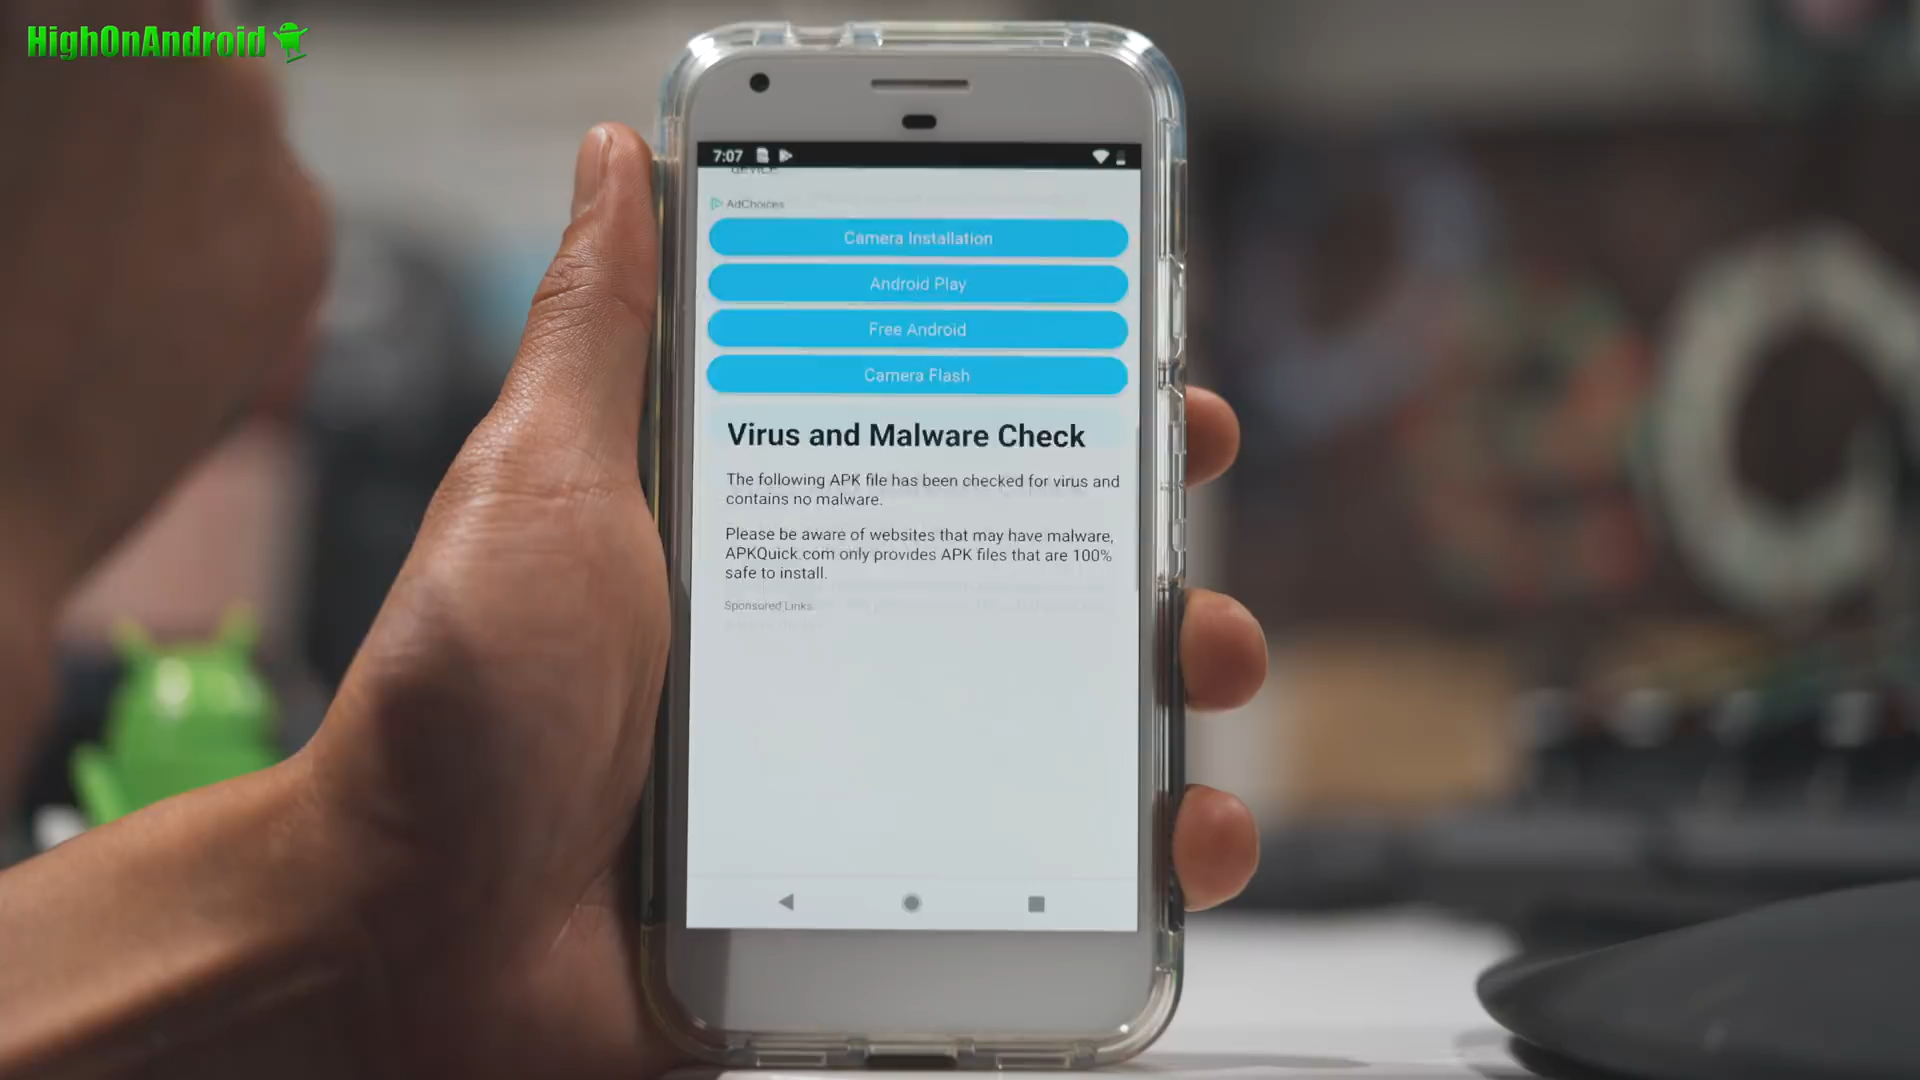 HighOnAndroid
7:07
DEVICE
AdChoices
Camera Installation
Android Play
Free Android
Camera Flash
Virus and Malware Check
The following APK file has been checked for virus and
contains no malware.
Please be aware of websites that may have malware,
APKQuick.com only provides APK files that are 100%
safe to install.
Sponsored Links